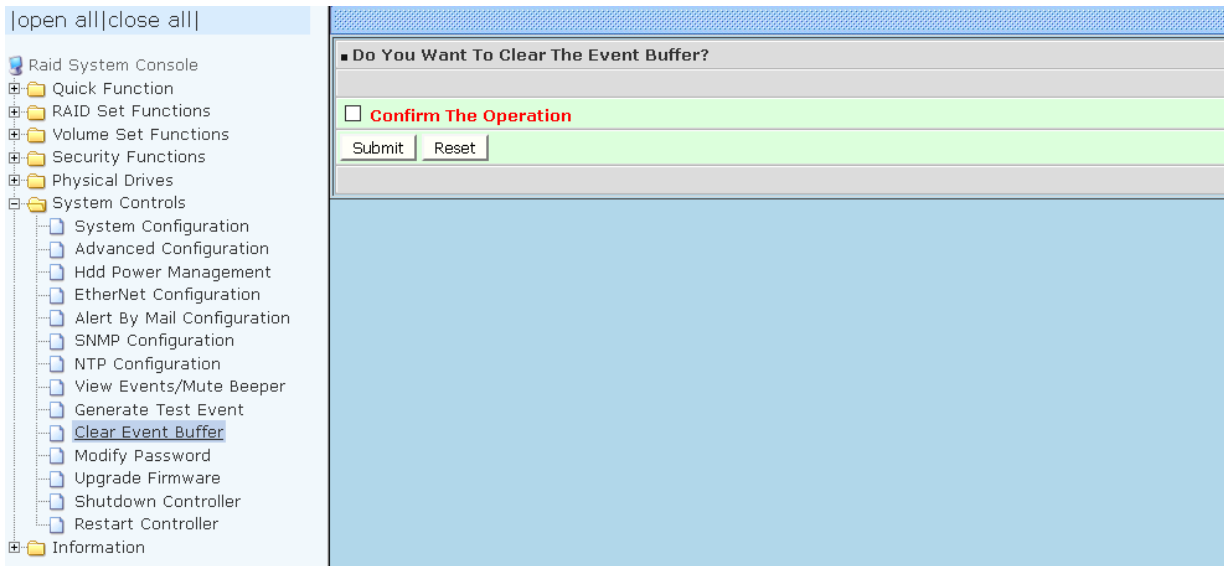 |open all|close all|
Raid System Console
Quick Function
RAID Set Functions
Volume Set Functions
Security Functions
Physical Drives
System Controls
System Configuration
Advanced Configuration
Hdd Power Management
EtherNet Configuration
Alert By Mail Configuration
SNMP Configuration
NTP Configuration
View Events/Mute Beeper
Generate Test Event
Clear Event Buffer
Modify Password
Upgrade Firmware
Shutdown Controller
Restart Controller
Information
Do You Want To Clear The Event Buffer?
Confirm The Operation
Submit Reset